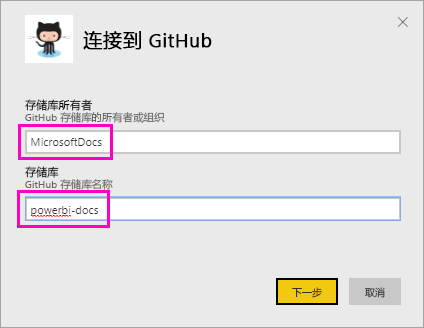 连接到 GitHub
存储库所有者
GitHub 存储库的所有者或组织
MicrosoftDocs
存储库
GitHub 存储库名称
powerbi-docs
下一步
取消